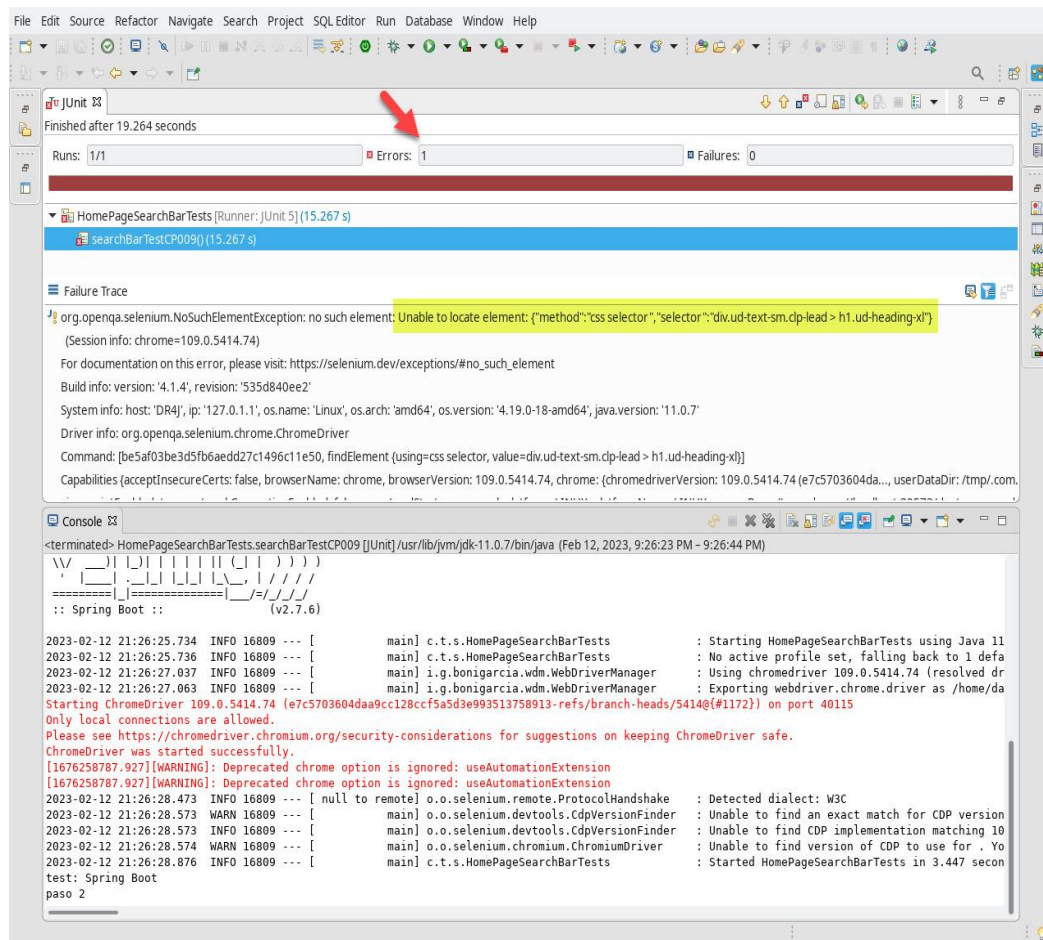 File Edit Source Refactor Navigate Search Project SQL Editor Run Database Window Help
JUnit
Finished after 19.264 seconds
Runs: 1/1 Errors: 1 Failures: 0
HomePageSearchBarTests [Runner: JUnit 5] (15.267 s)
searchBarTestCP009() (15.267 s)
Failure Trace
org.openqa.selenium.NoSuchElementException: no such element: Unable to locate element: {"method":"css selector","selector":"div.ud-text-sm.clp-lead > h1.ud-heading-xl"}
(Session info: chrome=109.0.5414.74)
For documentation on this error, please visit: https://selenium.dev/exceptions/#no_such_element
Build info: version: '4.1.4', revision: '535d840ee2'
System info: host: 'DR4J', ip: '127.0.1.1', os.name: 'Linux', os.arch: 'amd64', os.version: '4.19.0-18-amd64', java.version: '11.0.7'
Driver info: org.openqa.selenium.chrome.ChromeDriver
Command: [be5af03be3d5fb6aedd27c1496c11e50, findElement {using=css selector, value=div.ud-text-sm.clp-lead > h1.ud-heading-xl}]
Capabilities {acceptInsecureCerts: false, browserName: chrome, browserVersion: 109.0.5414.74, chrome: {chromedriverVersion: 109.0.5414.74 (e7c5703604da..., userDataDir: /tmp/.com.
Console
<terminated> HomePageSearchBarTests.searchBarTestCP009 [JUnit] /usr/lib/jvm/jdk-11.0.7/bin/java (Feb 12, 2023, 9:26:23 PM – 9:26:44 PM)
:: Spring Boot :: (v2.7.6)
2023-02-12 21:26:25.734 INFO 16809 --- [ main] c.t.s.HomePageSearchBarTests : Starting HomePageSearchBarTests using Java 11
2023-02-12 21:26:25.736 INFO 16809 --- [ main] c.t.s.HomePageSearchBarTests : No active profile set, falling back to 1 defa
2023-02-12 21:26:27.037 INFO 16809 --- [ main] i.g.bonigarcia.wdm.WebDriverManager : Using chromedriver 109.0.5414.74 (resolved dr
2023-02-12 21:26:27.063 INFO 16809 --- [ main] i.g.bonigarcia.wdm.WebDriverManager : Exporting webdriver.chrome.driver as /home/da
Starting ChromeDriver 109.0.5414.74 (e7c5703604daa9cc128ccf5a5d3e993513758913-refs/branch-heads/5414@{#1172}) on port 40115
Only local connections are allowed.
Please see https://chromedriver.chromium.org/security-considerations for suggestions on keeping ChromeDriver safe.
ChromeDriver was started successfully.
[1676258787.927][WARNING]: Deprecated chrome option is ignored: useAutomationExtension
[1676258787.927][WARNING]: Deprecated chrome option is ignored: useAutomationExtension
2023-02-12 21:26:28.473 INFO 16809 --- [ null to remote] o.o.selenium.remote.ProtocolHandshake : Detected dialect: W3C
2023-02-12 21:26:28.573 WARN 16809 --- [ main] o.o.selenium.devtools.CdpVersionFinder : Unable to find an exact match for CDP version
2023-02-12 21:26:28.573 INFO 16809 --- [ main] o.o.selenium.devtools.CdpVersionFinder : Unable to find CDP implementation matching 10
2023-02-12 21:26:28.574 WARN 16809 --- [ main] o.o.selenium.chromium.ChromiumDriver : Unable to find version of CDP to use for . Yo
2023-02-12 21:26:28.876 INFO 16809 --- [ main] c.t.s.HomePageSearchBarTests : Started HomePageSearchBarTests in 3.447 secon
test: Spring Boot
paso 2